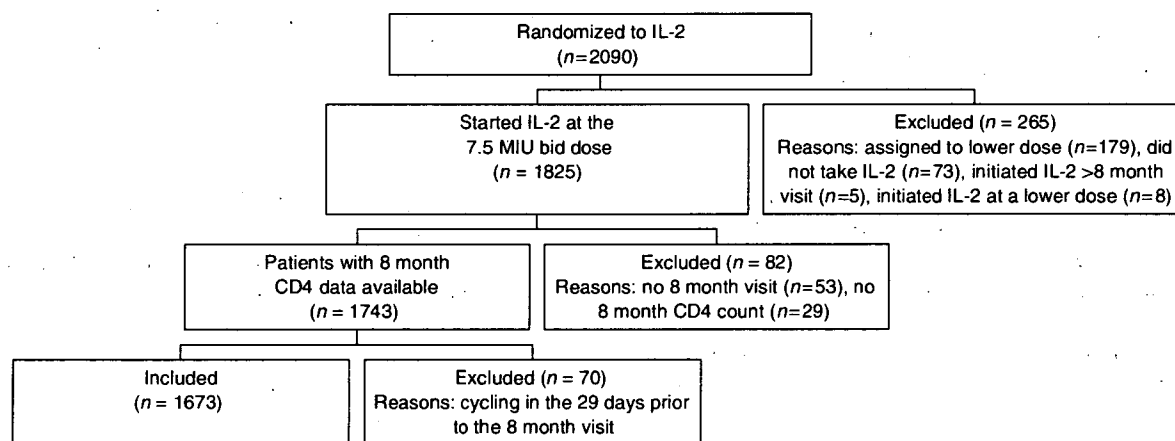 Randomized to IL-2
(n=2090)
Started IL-2 at the
7.5 MIU bid dose
(n = 1825)
Excluded (n = 265)
Reasons: assigned to lower dose (n=179), did
not take IL-2 (n=73), initiated IL-2 >8 month
visit (n=5), initiated IL-2 at a lower dose (n=8)
Patients with 8 month
CD4 data available
(n = 1743)
Excluded (n = 82)
Reasons: no 8 month visit (n=53), no
8 month CD4 count (n=29)
Included
(n = 1673)
Excluded (n = 70)
Reasons: cycling in the 29 days prior
to the 8 month visit